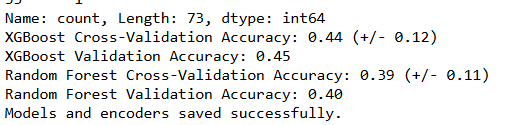 Name: count, Length: 73, dtype: int64
XGBoost Cross-Validation Accuracy: 0.44 (+/- 0.12)
XGBoost Validation Accuracy: 0.45
Random Forest Cross-Validation Accuracy: 0.39 (+/- 0.11)
Random Forest Validation Accuracy: 0.40
Models and encoders saved successfully.